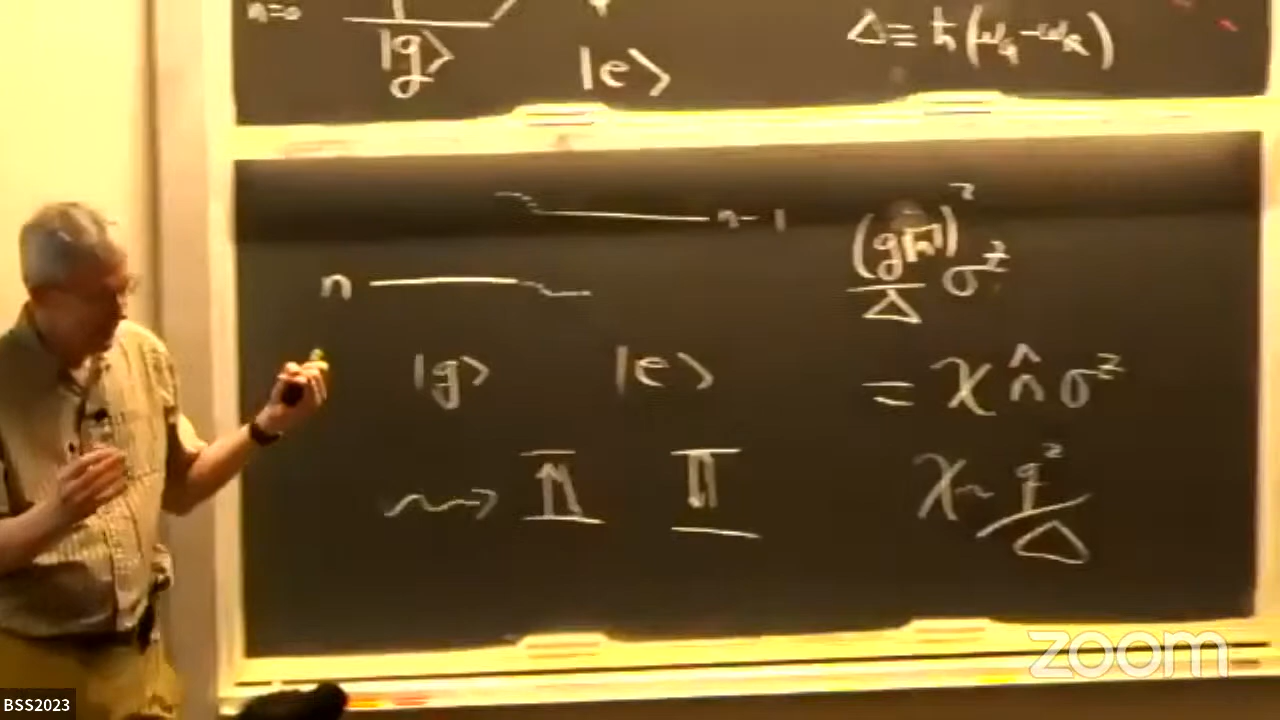 n=0
|g⟩ |e⟩ Δ≡ ħ(ω_q-ω_R)
n-1
n
(g√n)²/Δ σᶻ
|g⟩ |e⟩
= χ n̂ σᶻ
χ~ g²/Δ
zoom
BSS2023